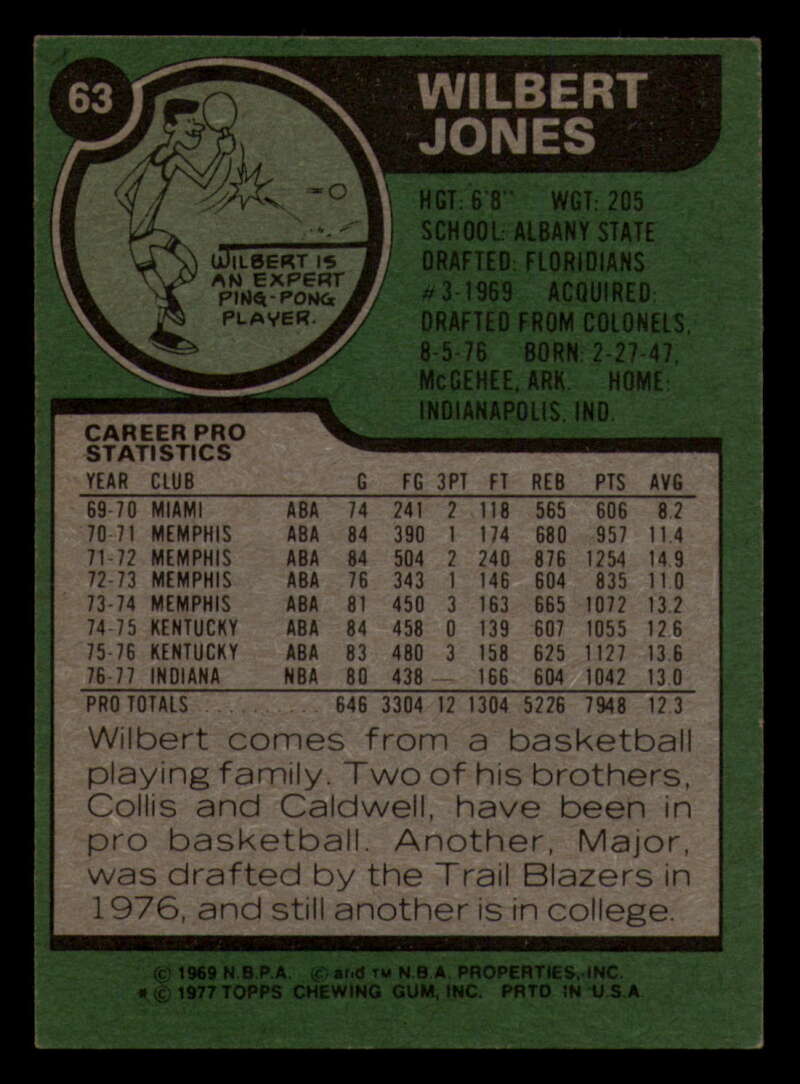 63
WILBERT
JONES
WILBERT IS
AN EXPERT
PING-PONG
PLAYER.
HGT: 6'8" WGT: 205
SCHOOL: ALBANY STATE
DRAFTED: FLORIDIANS
#3-1969 ACQUIRED:
DRAFTED FROM COLONELS,
8-5-76 BORN: 2-27-47,
McGEHEE, ARK. HOME:
INDIANAPOLIS, IND.
CAREER PRO
STATISTICS
YEAR CLUB G FG 3PT FT REB PTS AVG
69-70 MIAMI ABA 74 241 2 118 565 606 8.2
70-71 MEMPHIS ABA 84 390 1 174 680 957 11.4
71-72 MEMPHIS ABA 84 504 2 240 876 1254 14.9
72-73 MEMPHIS ABA 76 343 1 146 604 835 11.0
73-74 MEMPHIS ABA 81 450 3 163 665 1072 13.2
74-75 KENTUCKY ABA 84 458 0 139 607 1055 12.6
75-76 KENTUCKY ABA 83 480 3 158 625 1127 13.6
76-77 INDIANA NBA 80 438 — 166 604 1042 13.0
PRO TOTALS .......... 646 3304 12 1304 5226 7948 12.3
Wilbert comes from a basketball
playing family. Two of his brothers,
Collis and Caldwell, have been in
pro basketball. Another, Major,
was drafted by the Trail Blazers in
1976, and still another is in college.
© 1969 N.B.P.A. © and TM N.B.A. PROPERTIES, INC.
* © 1977 TOPPS CHEWING GUM, INC. PRTD IN U.S.A.